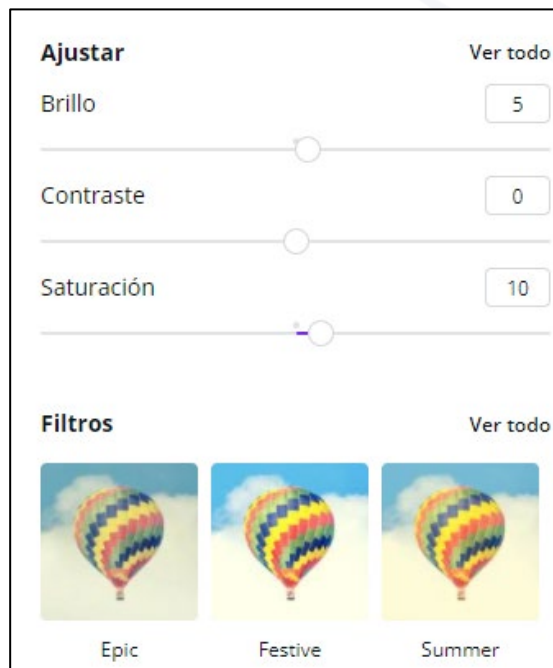 Ajustar Ver todo
Brillo 5
Contraste 0
Saturación 10
Filtros Ver todo
Epic Festive Summer